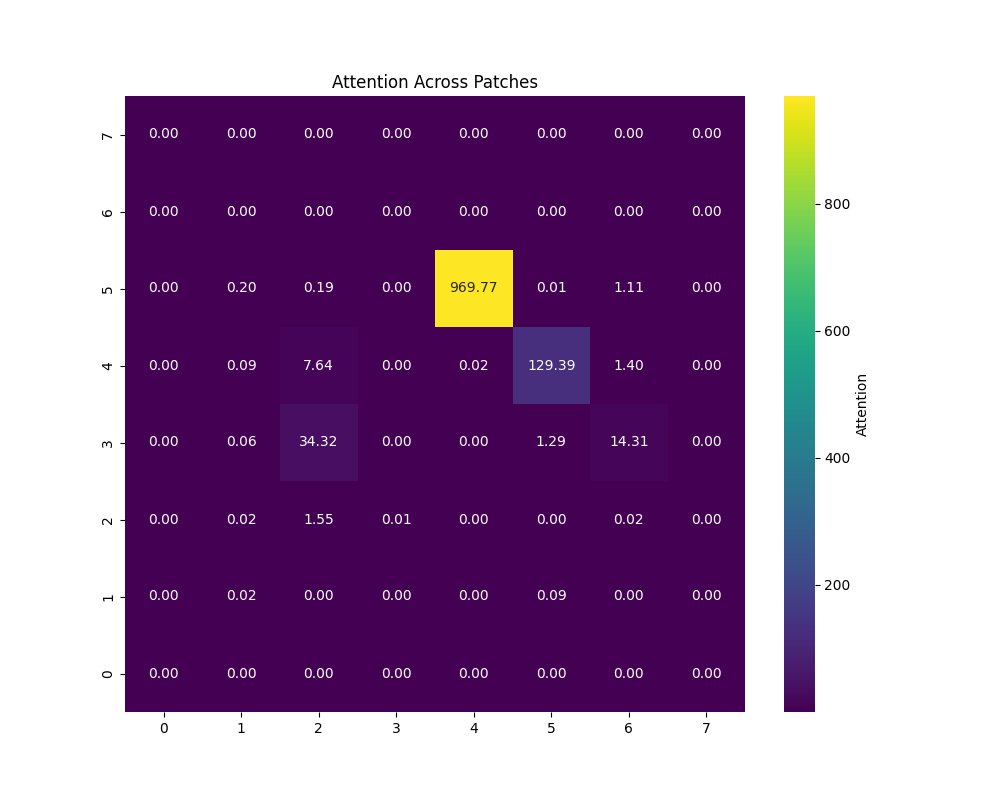 Attention Across Patches
7 0.00 0.00 0.00 0.00 0.00 0.00 0.00 0.00
6 0.00 0.00 0.00 0.00 0.00 0.00 0.00 0.00
5 0.00 0.20 0.19 0.00 969.77 0.01 1.11 0.00
4 0.00 0.09 7.64 0.00 0.02 129.39 1.40 0.00
3 0.00 0.06 34.32 0.00 0.00 1.29 14.31 0.00
2 0.00 0.02 1.55 0.01 0.00 0.00 0.02 0.00
1 0.00 0.02 0.00 0.00 0.00 0.09 0.00 0.00
0 0.00 0.00 0.00 0.00 0.00 0.00 0.00 0.00
0 1 2 3 4 5 6 7
800
600
400
200
Attention